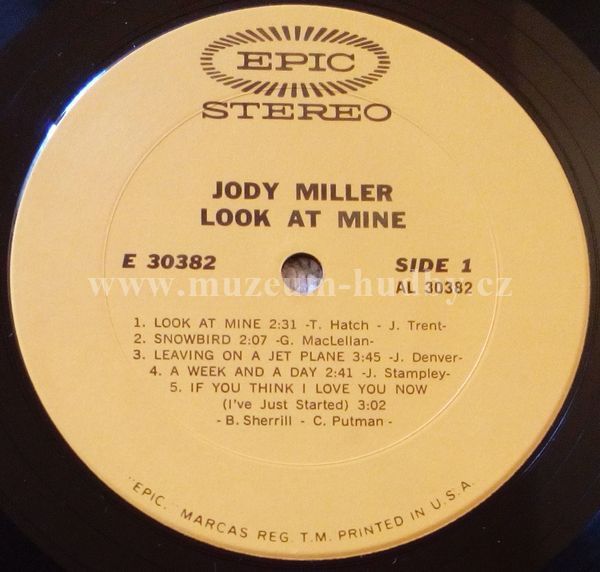 EPIC
STEREO
JODY MILLER
LOOK AT MINE
E 30382
SIDE 1
AL 30382
www.muzeum-hudby.cz
1. LOOK AT MINE 2:31 -T. Hatch - J. Trent-
2. SNOWBIRD 2:07 -G. MacLellan-
3. LEAVING ON A JET PLANE 3:45 -J. Denver-
4. A WEEK AND A DAY 2:41 -J. Stampley-
5. IF YOU THINK I LOVE YOU NOW
(I've Just Started) 3:02
-B. Sherrill - C. Putman -
"EPIC, MARCAS REG. T.M. PRINTED IN U.S.A.